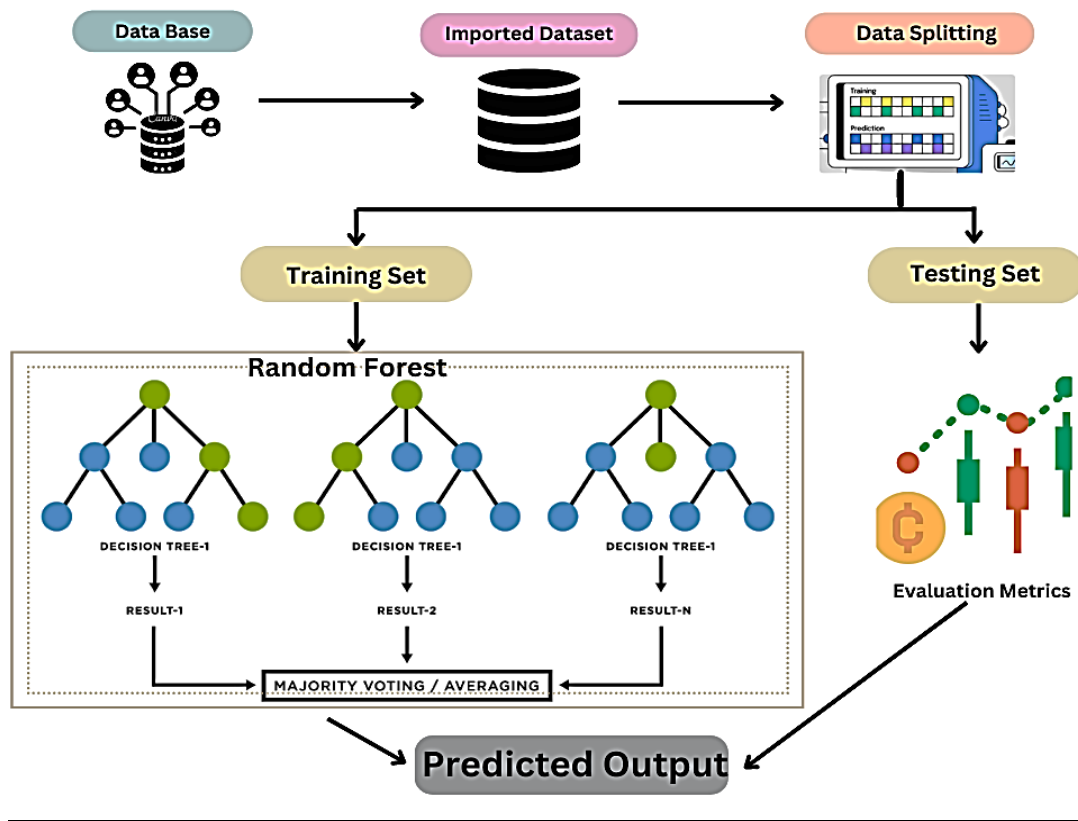 Data Base
Imported Dataset
Data Splitting
Canva
Training
Prediction
Training Set
Testing Set
Random Forest
DECISION TREE-1
DECISION TREE-1
DECISION TREE-1
RESULT-1
RESULT-2
RESULT-N
MAJORITY VOTING / AVERAGING
Evaluation Metrics
Predicted Output